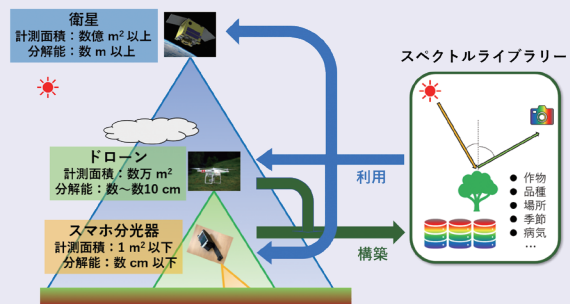 衛星
計測面積：数億 m² 以上
分解能：数 m 以上
ドローン
計測面積：数万 m²
分解能：数～数10 cm
スマホ分光器
計測面積：1 m² 以下
分解能：数 cm 以下
利用
構築
スペクトルライブラリー
● 作物
● 品種
● 場所
● 季節
● 病気
…